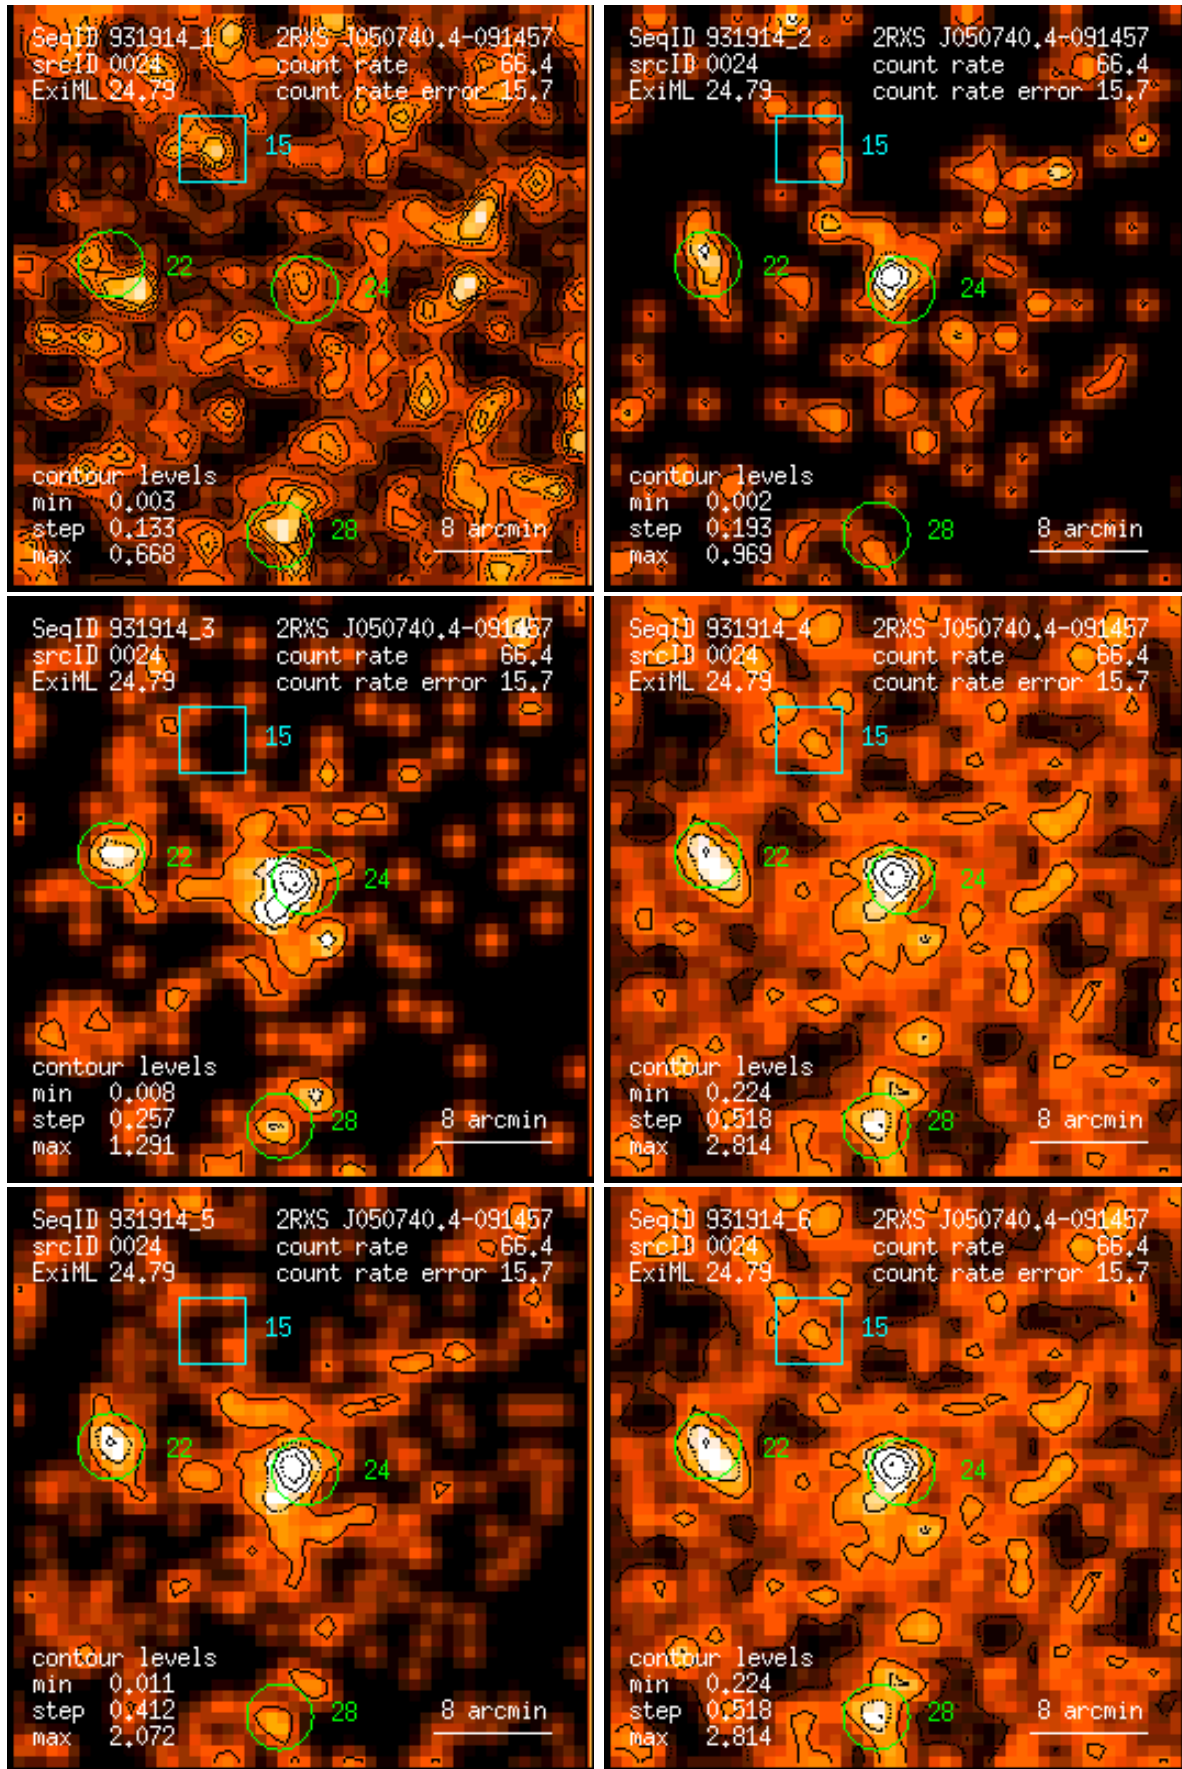 SeqID 931914_1 2RXS J050740.4-091457
srcID 0024 count rate 66.4
ExiML 24.79 count rate error 15.7
15
22
24
contour levels
min 0.003
step 0.133 28 8 arcmin
max 0.668
SeqID 931914_2 2RXS J050740.4-091457
srcID 0024 count rate 66.4
ExiML 24.79 count rate error 15.7
15
22
24
contour levels
min 0.002
step 0.193 28 8 arcmin
max 0.969
SeqID 931914_3 2RXS J050740.4-091457
srcID 0024 count rate 66.4
ExiML 24.79 count rate error 15.7
15
22
24
contour levels
min 0.008
step 0.257 28 8 arcmin
max 1.291
SeqID 931914_4 2RXS J050740.4-091457
srcID 0024 count rate 66.4
ExiML 24.79 count rate error 15.7
15
22
24
contour levels
min 0.224
step 0.518 28 8 arcmin
max 2.814
SeqID 931914_5 2RXS J050740.4-091457
srcID 0024 count rate 66.4
ExiML 24.79 count rate error 15.7
15
22
24
contour levels
min 0.011
step 0.412 28 8 arcmin
max 2.072
SeqID 931914_6 2RXS J050740.4-091457
srcID 0024 count rate 66.4
ExiML 24.79 count rate error 15.7
15
22
24
contour levels
min 0.224
step 0.518 28 8 arcmin
max 2.814